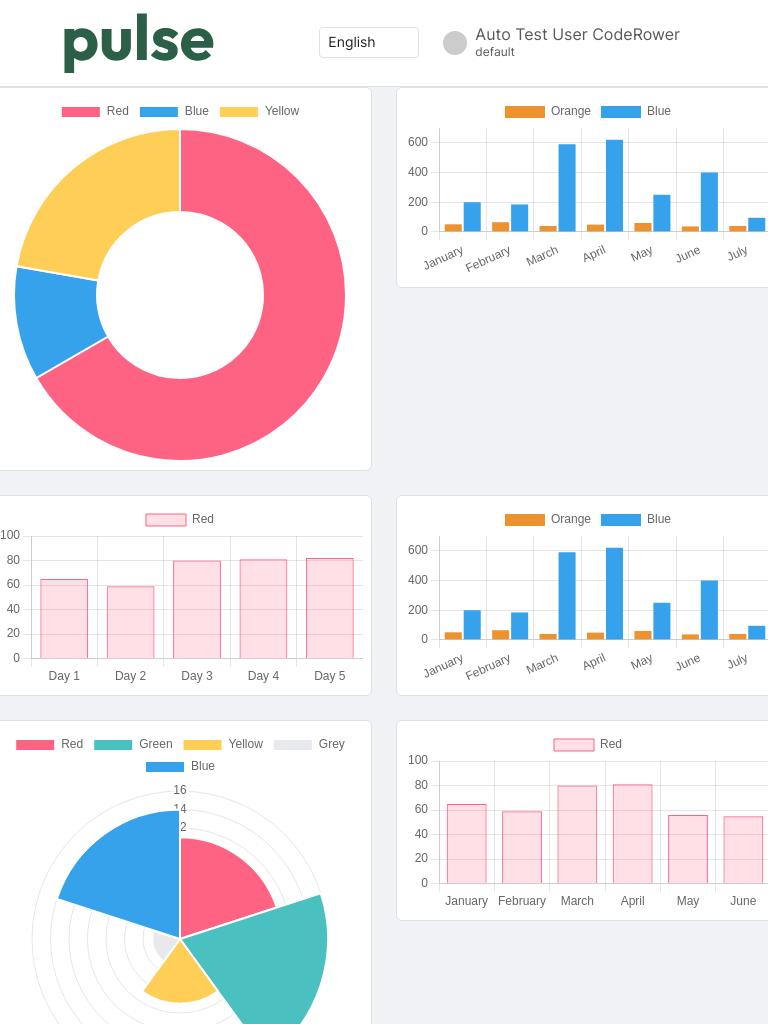 pulse
English
Auto Test User CodeRower
default
Red Blue Yellow
Orange Blue
600
400
200
0
January February March April May June July
Red
100
80
60
40
20
0
Day 1 Day 2 Day 3 Day 4 Day 5
Orange Blue
600
400
200
0
January February March April May June July
Red Green Yellow Grey
Blue
16
14
Red
100
80
60
40
20
0
January February March April May June